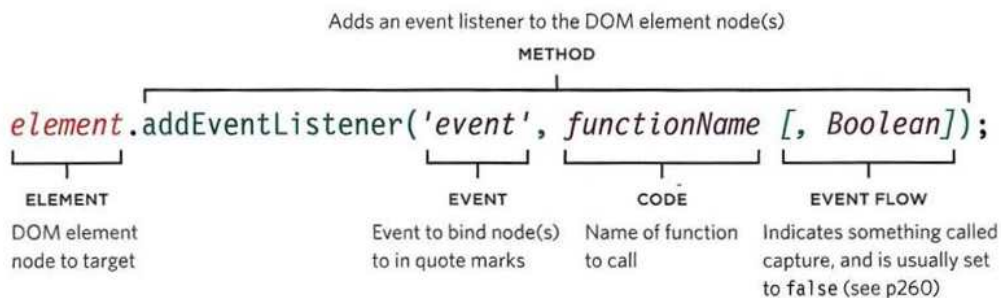 Adds an event listener to the DOM element node(s)
METHOD
element.addEventListener('event', functionName [, Boolean]);
ELEMENT
DOM element
node to target
EVENT
Event to bind node(s)
to in quote marks
CODE
Name of function
to call
EVENT FLOW
Indicates something called
capture, and is usually set
to false (see p260)